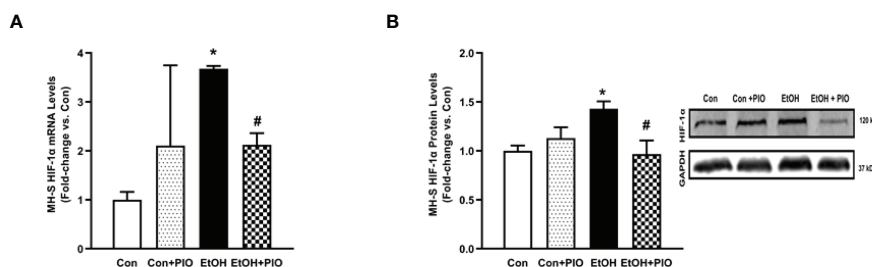 A
MH-S HIF-1α mRNA Levels
(Fold-change vs. Con)
4
3
2
1
0
*
#
Con Con+PIO EtOH EtOH+PIO
B
MH-S HIF-1α Protein Levels
(Fold-change vs. Con)
2.0
1.5
1.0
0.5
0.0
*
#
Con Con+PIO EtOH EtOH+PIO
Con Con +PIO EtOH EtOH + PIO
HIF-1α
120
GAPDH
37